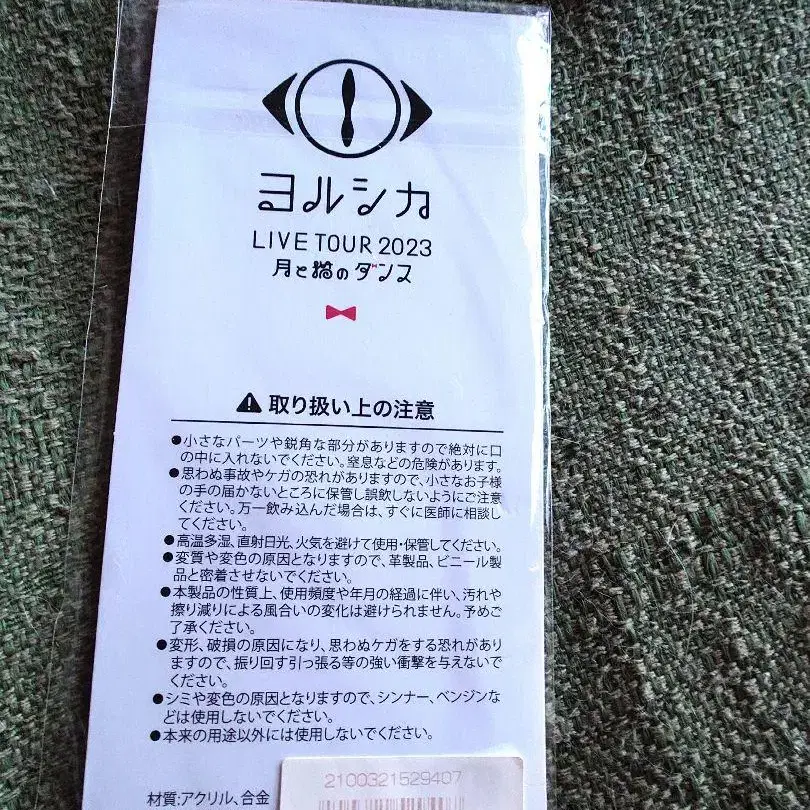 ヨルシカ
LIVE TOUR 2023
月と猫のダンス
⚠取り扱い上の注意
●小さなパーツや鋭角な部分がありますので絶対に口
の中に入れないでください。窒息などの危険があります。
●思わぬ事故やケガの恐れがありますので、小さなお子様
の手の届かないところに保管し誤飲しないようにご注意
ください。万一飲み込んだ場合は、すぐに医師に相談し
てください。
●高温多湿、直射日光、火気を避けて使用・保管してください。
●変質や変色の原因となりますので、革製品、ビニール製
品と密着させないでください。
●本製品の性質上、使用頻度や年月の経過に伴い、汚れや
擦り減りによる風合いの変化は避けられません。予めご
了承ください。
●変形、破損の原因になり、思わぬケガをする恐れがあり
ますので、振り回す引っ張る等の強い衝撃を与えないで
ください。
●シミや変色の原因となりますので、シンナー、ベンジンな
どは使用しないでください。
●本来の用途以外には使用しないでください。
材質:アクリル、合金
2100321529407